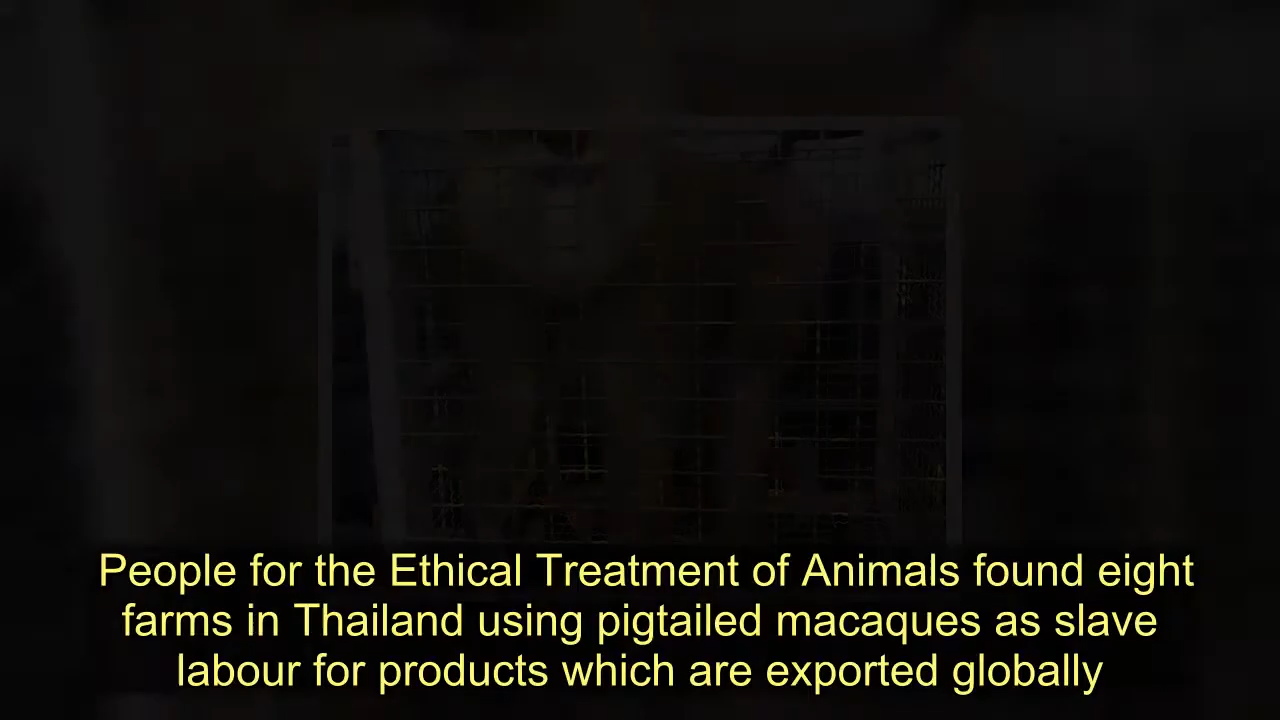 People for the Ethical Treatment of Animals found eight
farms in Thailand using pigtailed macaques as slave
labour for products which are exported globally